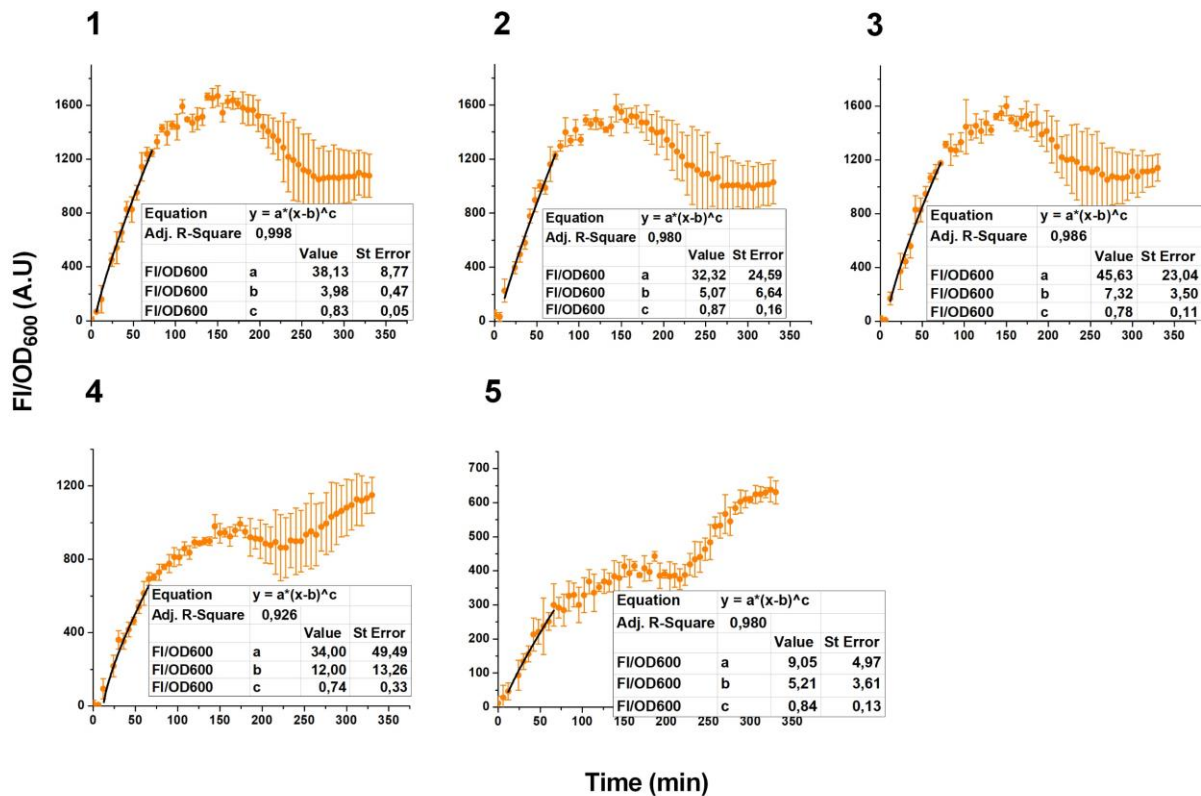 1
2
3
FI/OD600 (A.U)
1600
1200
800
400
0
Equation y = a*(x-b)^c
Adj. R-Square 0,998
Value St Error
FI/OD600 a 38,13 8,77
FI/OD600 b 3,98 0,47
FI/OD600 c 0,83 0,05
0 50 100 150 200 250 300 350
1600
1200
800
400
0
Equation y = a*(x-b)^c
Adj. R-Square 0,980
Value St Error
FI/OD600 a 32,32 24,59
FI/OD600 b 5,07 6,64
FI/OD600 c 0,87 0,16
0 50 100 150 200 250 300 350
1600
1200
800
400
0
Equation y = a*(x-b)^c
Adj. R-Square 0,986
Value St Error
FI/OD600 a 45,63 23,04
FI/OD600 b 7,32 3,50
FI/OD600 c 0,78 0,11
0 50 100 150 200 250 300 350
4
5
1200
800
400
0
Equation y = a*(x-b)^c
Adj. R-Square 0,926
Value St Error
FI/OD600 a 34,00 49,49
FI/OD600 b 12,00 13,26
FI/OD600 c 0,74 0,33
0 50 100 150 200 250 300 350
700
600
500
400
300
200
100
0
Equation y = a*(x-b)^c
Adj. R-Square 0,980
Value St Error
FI/OD600 a 9,05 4,97
FI/OD600 b 5,21 3,61
FI/OD600 c 0,84 0,13
0 50 100 150 200 250 300 350
Time (min)